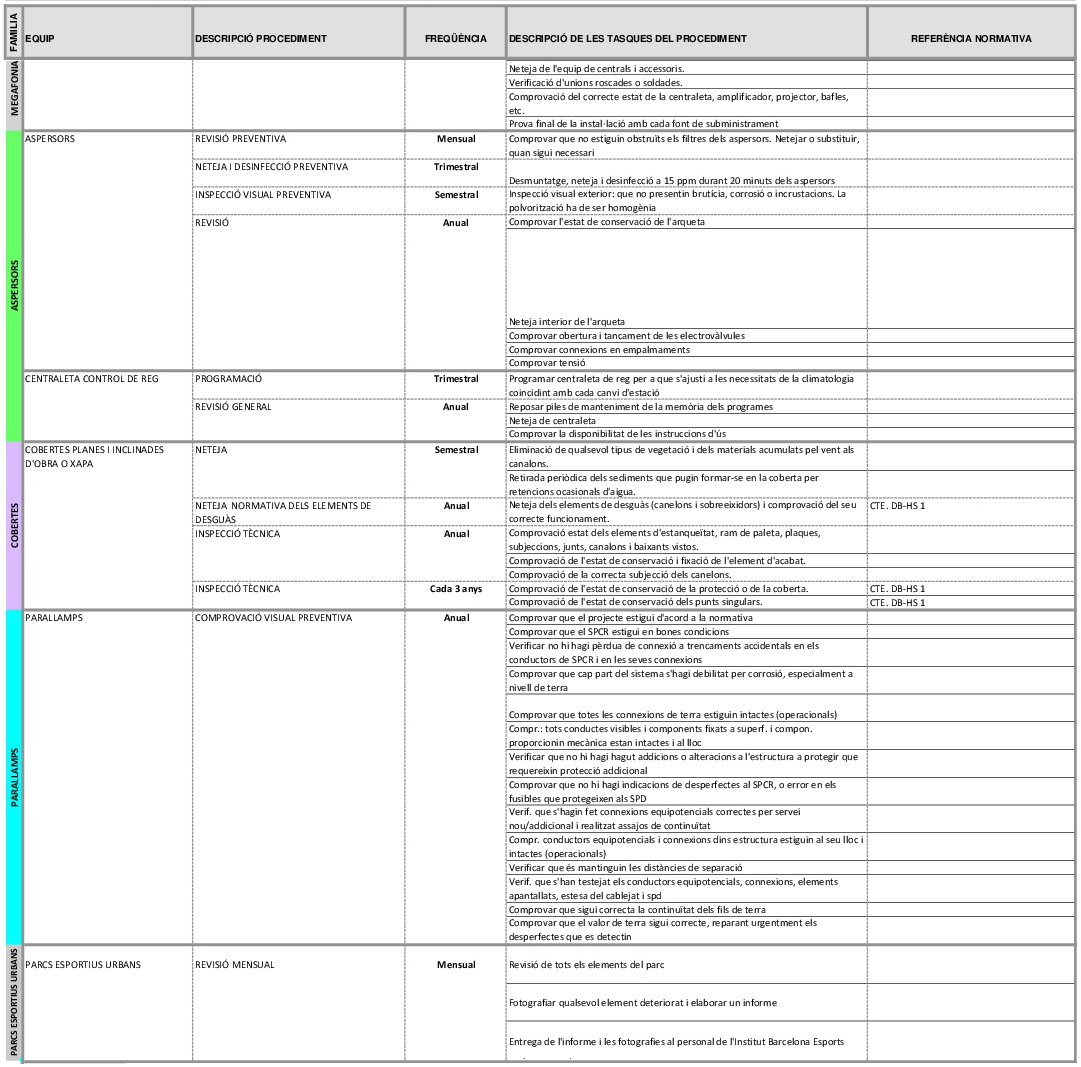 FAMILIA
EQUIP
DESCRIPCIÓ PROCEDIMENT
FREQÜÈNCIA
DESCRIPCIÓ DE LES TASQUES DEL PROCEDIMENT
REFERÈNCIA NORMATIVA
MEGAFONIA
Neteja de l'equip de centrals i accessoris.
Verificació d'unions roscades o soldades.
Comprovació del correcte estat de la centraleta, amplificador, projector, bafles,
etc.
Prova final de la instal·lació amb cada font de subministrament
ASPERSORS
ASPERSORS
REVISIÓ PREVENTIVA
Mensual
Comprovar que no estiguin obstruïts els filtres dels aspersors. Netejar o substituir,
quan sigui necessari
NETEJA I DESINFECCIÓ PREVENTIVA
Trimestral
Desmuntatge, neteja i desinfecció a 15 ppm durant 20 minuts dels aspersors
INSPECCIÓ VISUAL PREVENTIVA
Semestral
Inspecció visual exterior: que no presentin brutícia, corrosió o incrustacions. La
polvorització ha de ser homogènia
REVISIÓ
Anual
Comprovar l'estat de conservació de l'arqueta
Neteja interior de l'arqueta
Comprovar obertura i tancament de les electrovàlvules
Comprovar connexions en empalmaments
Comprovar tensió
CENTRALETA CONTROL DE REG
PROGRAMACIÓ
Trimestral
Programar centraleta de reg per a que s'ajusti a les necessitats de la climatologia
coincidint amb cada canvi d'estació
REVISIÓ GENERAL
Anual
Reposar piles de manteniment de la memòria dels programes
Neteja de centraleta
Comprovar la disponibilitat de les instruccions d'ús
COBERTES
COBERTES PLANES I INCLINADES
D'OBRA O XAPA
NETEJA
Semestral
Eliminació de qualsevol tipus de vegetació i dels materials acumulats pel vent als
canalons.
Retirada periòdica dels sediments que pugin formar-se en la coberta per
retencions ocasionals d'aigua.
NETEJA NORMATIVA DELS ELEMENTS DE
DESGUÀS
Anual
Neteja dels elements de desguàs (canelons i sobreeixidors) i comprovació del seu
correcte funcionament.
CTE. DB-HS 1
INSPECCIÓ TÈCNICA
Anual
Comprovació estat dels elements d'estanqueïtat, ram de paleta, plaques,
subjeccions, junts, canalons i baixants vistos.
Comprovació de l'estat de conservació i fixació de l'element d'acabat.
Comprovació de la correcta subjecció dels canelons.
INSPECCIÓ TÈCNICA
Cada 3 anys
Comprovació de l'estat de conservació de la protecció o de la coberta.
CTE. DB-HS 1
Comprovació de l'estat de conservació dels punts singulars.
CTE. DB-HS 1
PARALLAMPS
PARALLAMPS
COMPROVACIÓ VISUAL PREVENTIVA
Anual
Comprovar que el projecte estigui d'acord a la normativa
Comprovar que el SPCR estigui en bones condicions
Verificar no hi hagi pèrdua de connexió a trencaments accidentals en els
conductors de SPCR i en les seves connexions
Comprovar que cap part del sistema s'hagi debilitat per corrosió, especialment a
nivell de terra
Comprovar que totes les connexions de terra estiguin intactes (operacionals)
Compr.: tots conductes visibles i components fixats a superf. i compon.
proporcionin mecànica estan intactes i al lloc
Verificar que no hi hagi hagut addicions o alteracions a l'estructura a protegir que
requereixin protecció addicional
Comprovar que no hi hagi indicacions de desperfectes al SPCR, o error en els
fusibles que protegeixen als SPD
Verif. que s'hagin fet connexions equipotencials correctes per servei
nou/addicional i realitzat assajos de continuïtat
Compr. conductors equipotencials i connexions dins estructura estiguin al seu lloc i
intactes (operacionals)
Verificar que és mantinguin les distàncies de separació
Verif. que s'han testejat els conductors equipotencials, connexions, elements
apantallats, estesa del cablejat i spd
Comprovar que sigui correcta la continuïtat dels fils de terra
Comprovar que el valor de terra sigui correcte, reparant urgentment els
desperfectes que es detectin
PARCS ESPORTIUS URBANS
PARCS ESPORTIUS URBANS
REVISIÓ MENSUAL
Mensual
Revisió de tots els elements del parc
Fotografiar qualsevol element deteriorat i elaborar un informe
Entrega de l'informe i les fotografies al personal de l'Institut Barcelona Esports